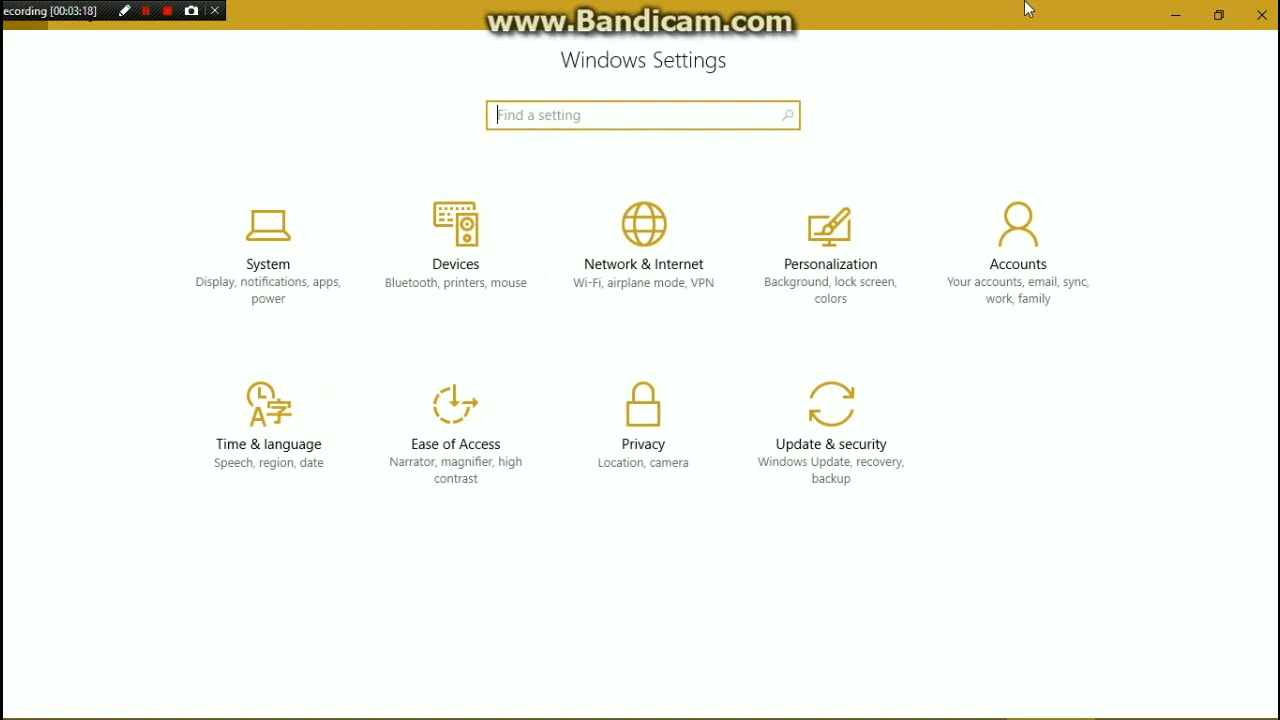 ecording [00:03:18]
www.Bandicam.com
Windows Settings
Find a setting
System
Display, notifications, apps,
power
Devices
Bluetooth, printers, mouse
Network & Internet
Wi-Fi, airplane mode, VPN
Personalization
Background, lock screen,
colors
Accounts
Your accounts, email, sync,
work, family
Time & language
Speech, region, date
Ease of Access
Narrator, magnifier, high
contrast
Privacy
Location, camera
Update & security
Windows Update, recovery,
backup